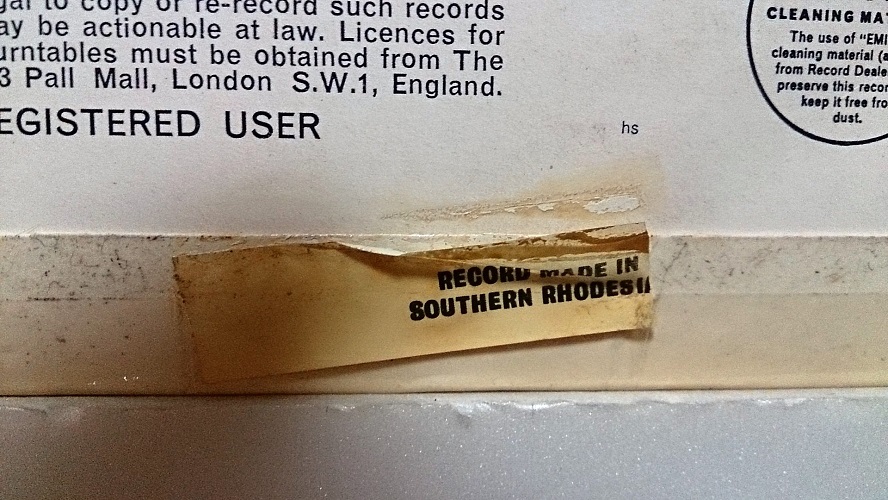 to copy or re-record such records
be actionable at law. Licences for
must be obtained from The
3 Pall Mall, London S.W.1, England.
EGISTERED USER
hs
CLEANING MA
The use of "EMI
cleaning material (a
from Record Deale
preserve this recor
keep it free fro
dust.
RECORD MADE IN
SOUTHERN RHODESI